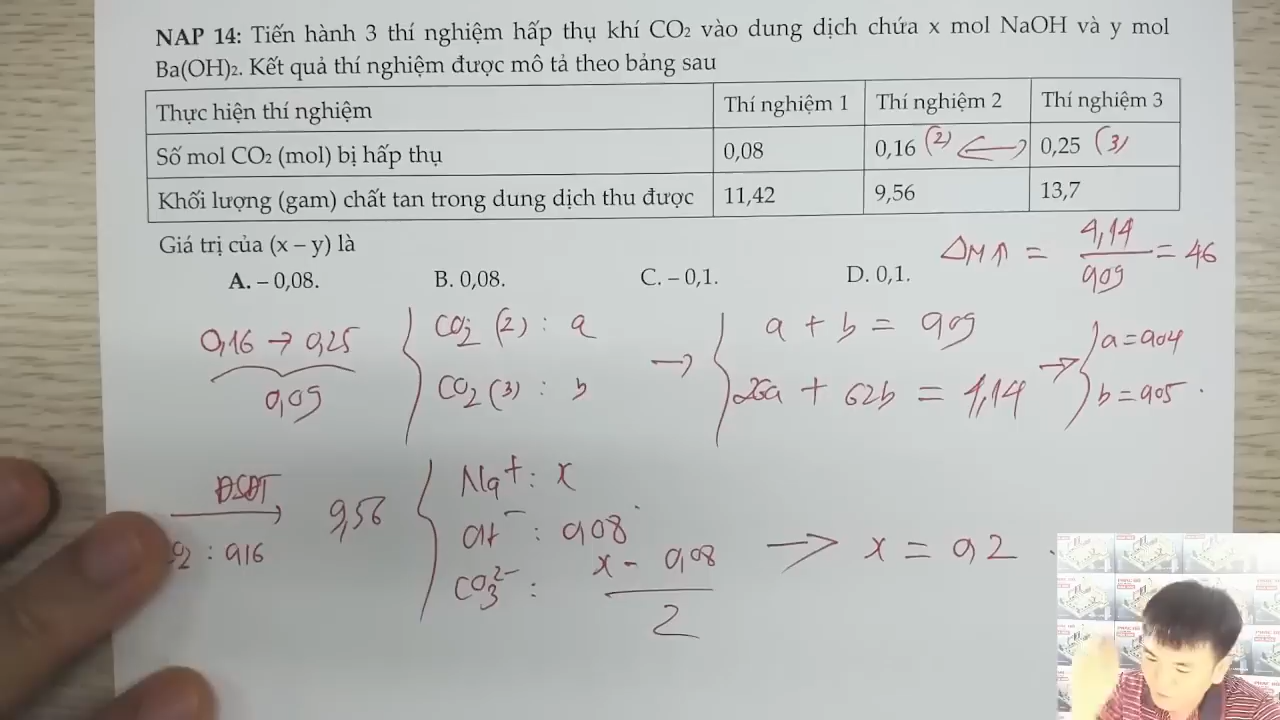 NAP 14: Tiến hành 3 thí nghiệm hấp thụ khí CO₂ vào dung dịch chứa x mol NaOH và y mol
Ba(OH)₂. Kết quả thí nghiệm được mô tả theo bảng sau
Thực hiện thí nghiệm Thí nghiệm 1 Thí nghiệm 2 Thí nghiệm 3
Số mol CO₂ (mol) bị hấp thụ 0,08 0,16 (2) ⟵⟶ 0,25 (3)
Khối lượng (gam) chất tan trong dung dịch thu được 11,42 9,56 13,7
Giá trị của (x – y) là
ΔM↑ = 4,14 / 0,09 = 46
A. – 0,08. B. 0,08. C. – 0,1. D. 0,1.
0,16 → 0,25
0,09
CO₂ (2) : a
CO₂ (3) : b
→ a + b = 0,09
26a + 62b = 4,14
→ a = 0,04
b = 0,05
ĐSĐT
: 0,16
9,56
Na⁺ : x
OH⁻ : 0,08
CO₃²⁻ : x - 0,08 / 2
→ x = 0,2